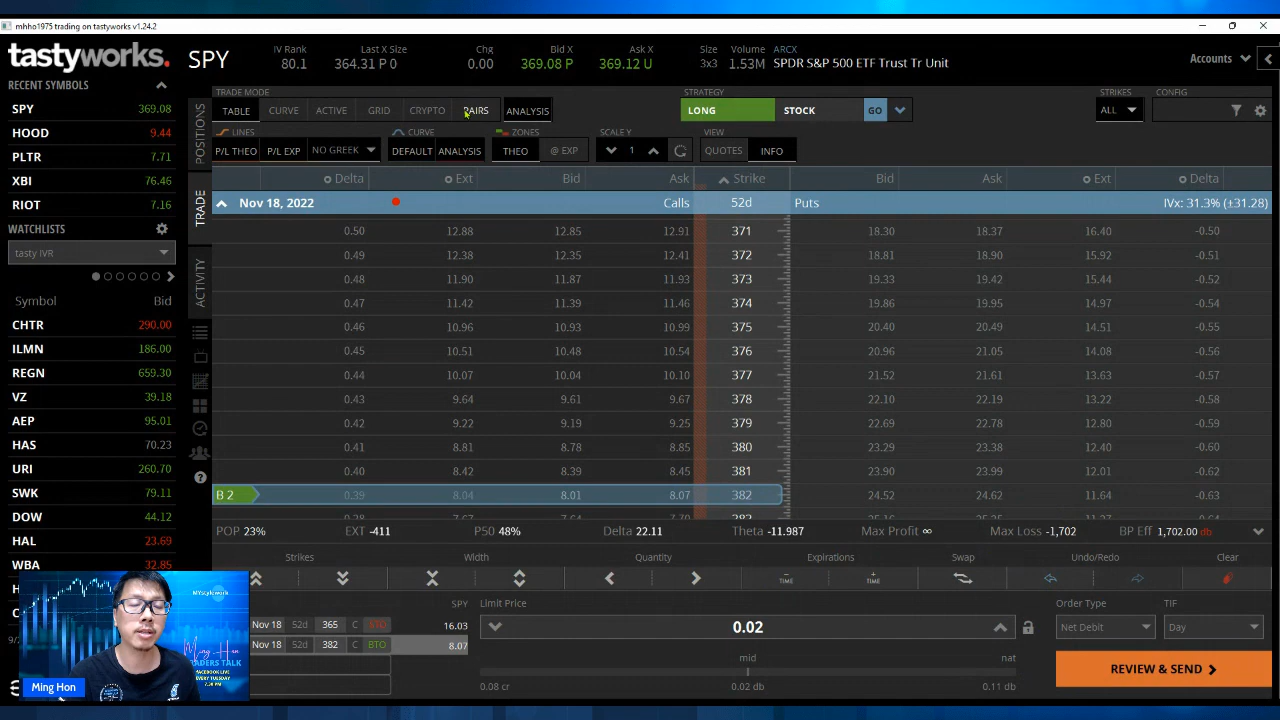 mhho1975 trading on tastyworks v1.24.2
tastyworks.
RECENT SYMBOLS
SPY 369.08
HOOD 9.44
PLTR 7.71
XBI 76.46
RIOT 7.16
WATCHLISTS
tasty IVR
Symbol Bid
CHTR 290.00
ILMN 186.00
REGN 659.30
VZ 39.18
AEP 95.01
HAS 70.23
URI 260.70
SWK 79.11
DOW 44.12
HAL 23.69
WBA 32.85
POSITIONS
TRADE
ACTIVITY
SPY
IV Rank Last X Size Chg Bid X Ask X Size Volume ARCX
80.1 364.31 P 0 0.00 369.08 P 369.12 U 3x3 1.53M SPDR S&P 500 ETF Trust Tr Unit
Accounts
TRADE MODE STRATEGY STRIKES CONFIG
TABLE CURVE ACTIVE GRID CRYPTO PAIRS ANALYSIS LONG STOCK GO ALL
LINES CURVE ZONES SCALE Y VIEW
P/L THEO P/L EXP NO GREEK DEFAULT ANALYSIS THEO @ EXP 1 QUOTES INFO
Delta Ext Bid Ask Strike Bid Ask Ext Delta
Nov 18, 2022 Calls 52d Puts IVx: 31.3% (±31.28)
0.50 12.88 12.85 12.91 371 18.30 18.37 16.40 -0.50
0.49 12.38 12.35 12.41 372 18.81 18.90 15.92 -0.51
0.48 11.90 11.87 11.93 373 19.33 19.42 15.44 -0.52
0.47 11.42 11.39 11.46 374 19.86 19.95 14.97 -0.54
0.46 10.96 10.93 10.99 375 20.40 20.49 14.51 -0.55
0.45 10.51 10.48 10.54 376 20.96 21.05 14.08 -0.56
0.44 10.07 10.04 10.10 377 21.52 21.61 13.63 -0.57
0.43 9.64 9.61 9.67 378 22.10 22.19 13.22 -0.58
0.42 9.22 9.19 9.25 379 22.69 22.78 12.80 -0.59
0.41 8.81 8.78 8.85 380 23.29 23.39 12.40 -0.60
0.40 8.42 8.39 8.45 381 23.90 23.99 12.01 -0.62
B 2 0.39 8.04 8.01 8.07 382 24.52 24.62 11.64 -0.63
POP 23% EXT -411 P50 48% Delta 22.11 Theta -11.987 Max Profit ∞ Max Loss -1,702 BP Eff 1,702.00 db
Strikes Width Quantity Expirations Swap Undo/Redo Clear
TIME TIME
SPY Limit Price Order Type TIF
Nov 18 52d 365 C STO 16.03
Nov 18 52d 382 C BTO 8.07
0.02 Net Debit Day
mid nat
0.08 cr 0.02 db 0.11 db
REVIEW & SEND
MYstylework
Ming Hon
TRADERS TALK
FACEBOOK LIVE
EVERY TUESDAY
Ming Hon